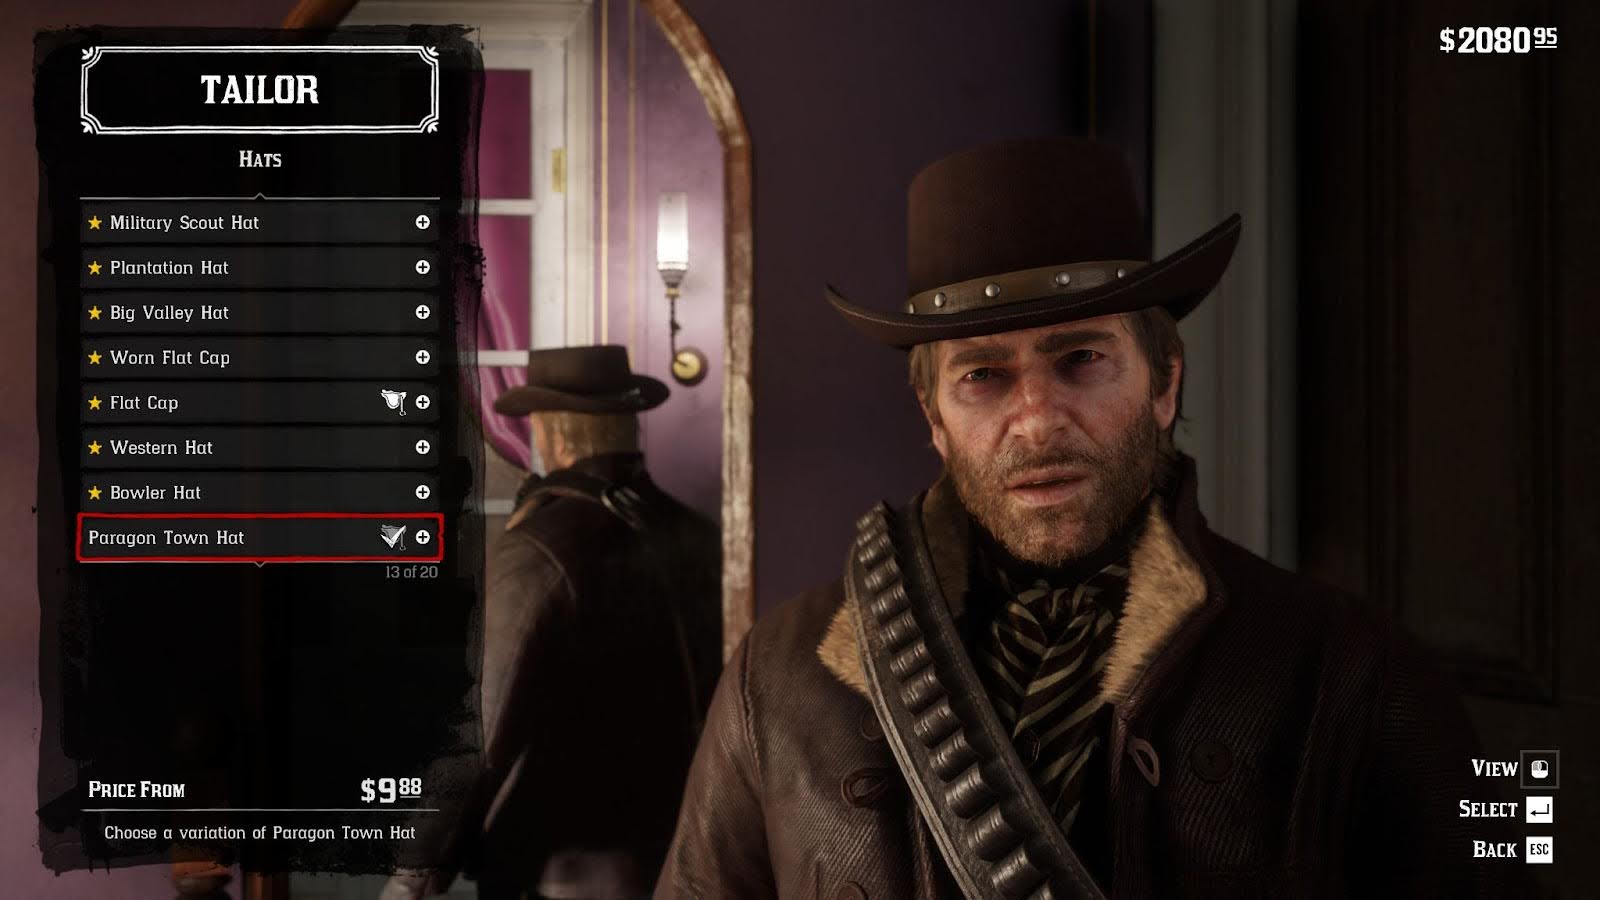 $2080 95
TAILOR
HATS
Military Scout Hat
Plantation Hat
Big Valley Hat
Worn Flat Cap
Flat Cap
Western Hat
Bowler Hat
Paragon Town Hat
13 of 20
PRICE FROM $9 88
Choose a variation of Paragon Town Hat
VIEW
SELECT
BACK ESC